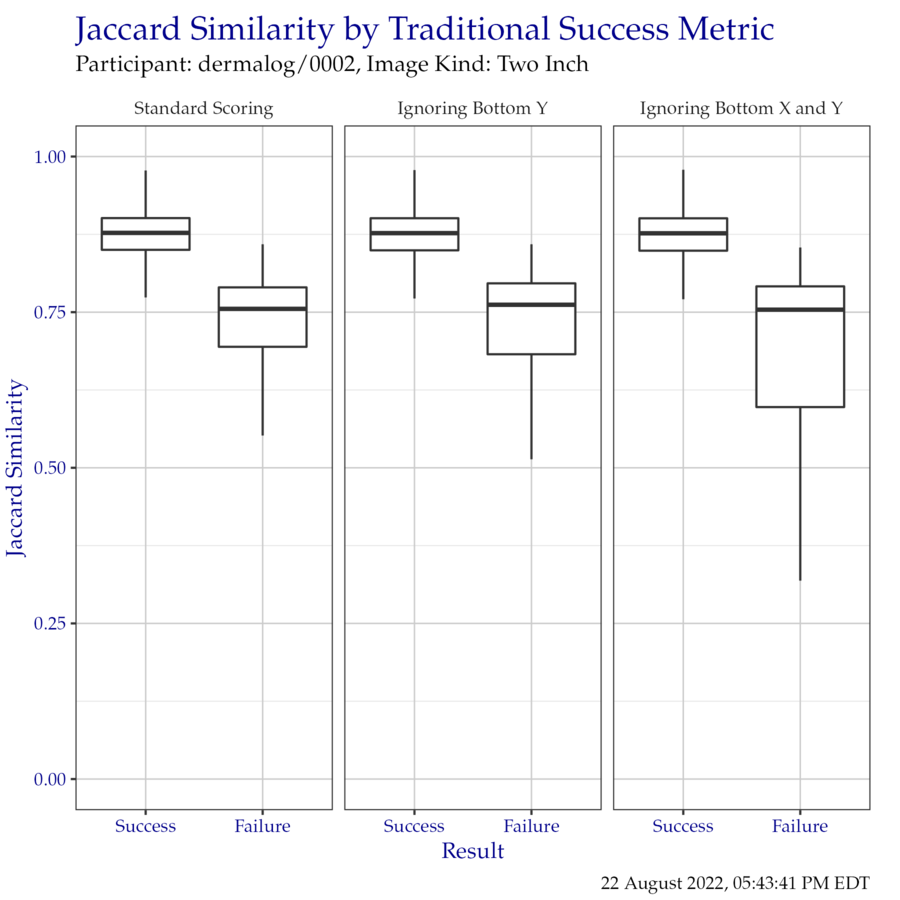 Jaccard Similarity by Traditional Success Metric
Participant: dermalog/0002, Image Kind: Two Inch
Standard Scoring
Ignoring Bottom Y
Ignoring Bottom X and Y
Jaccard Similarity
1.00
0.75
0.50
0.25
0.00
Success Failure
Success Failure
Success Failure
Result
22 August 2022, 05:43:41 PM EDT